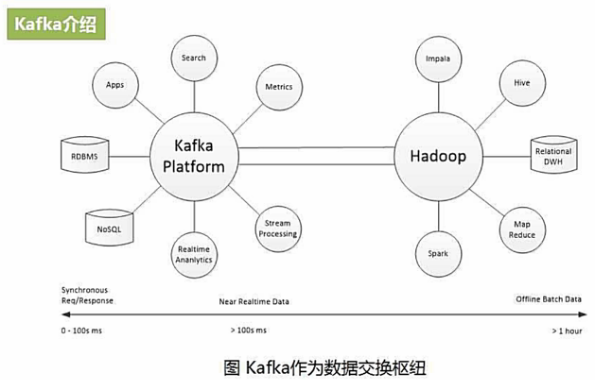 Kafka介绍
Search
Apps
Metrics
RDBMS
Kafka
Platform
NoSQL
Stream
Processing
Realtime
Ananlytics
Impala
Hive
Hadoop
Relational
DWH
Map
Reduce
Spark
Synchronous
Req/Response
Near Realtime Data
Offline Batch Data
0 - 100s ms
> 100s ms
> 1 hour
图 Kafka作为数据交换枢纽